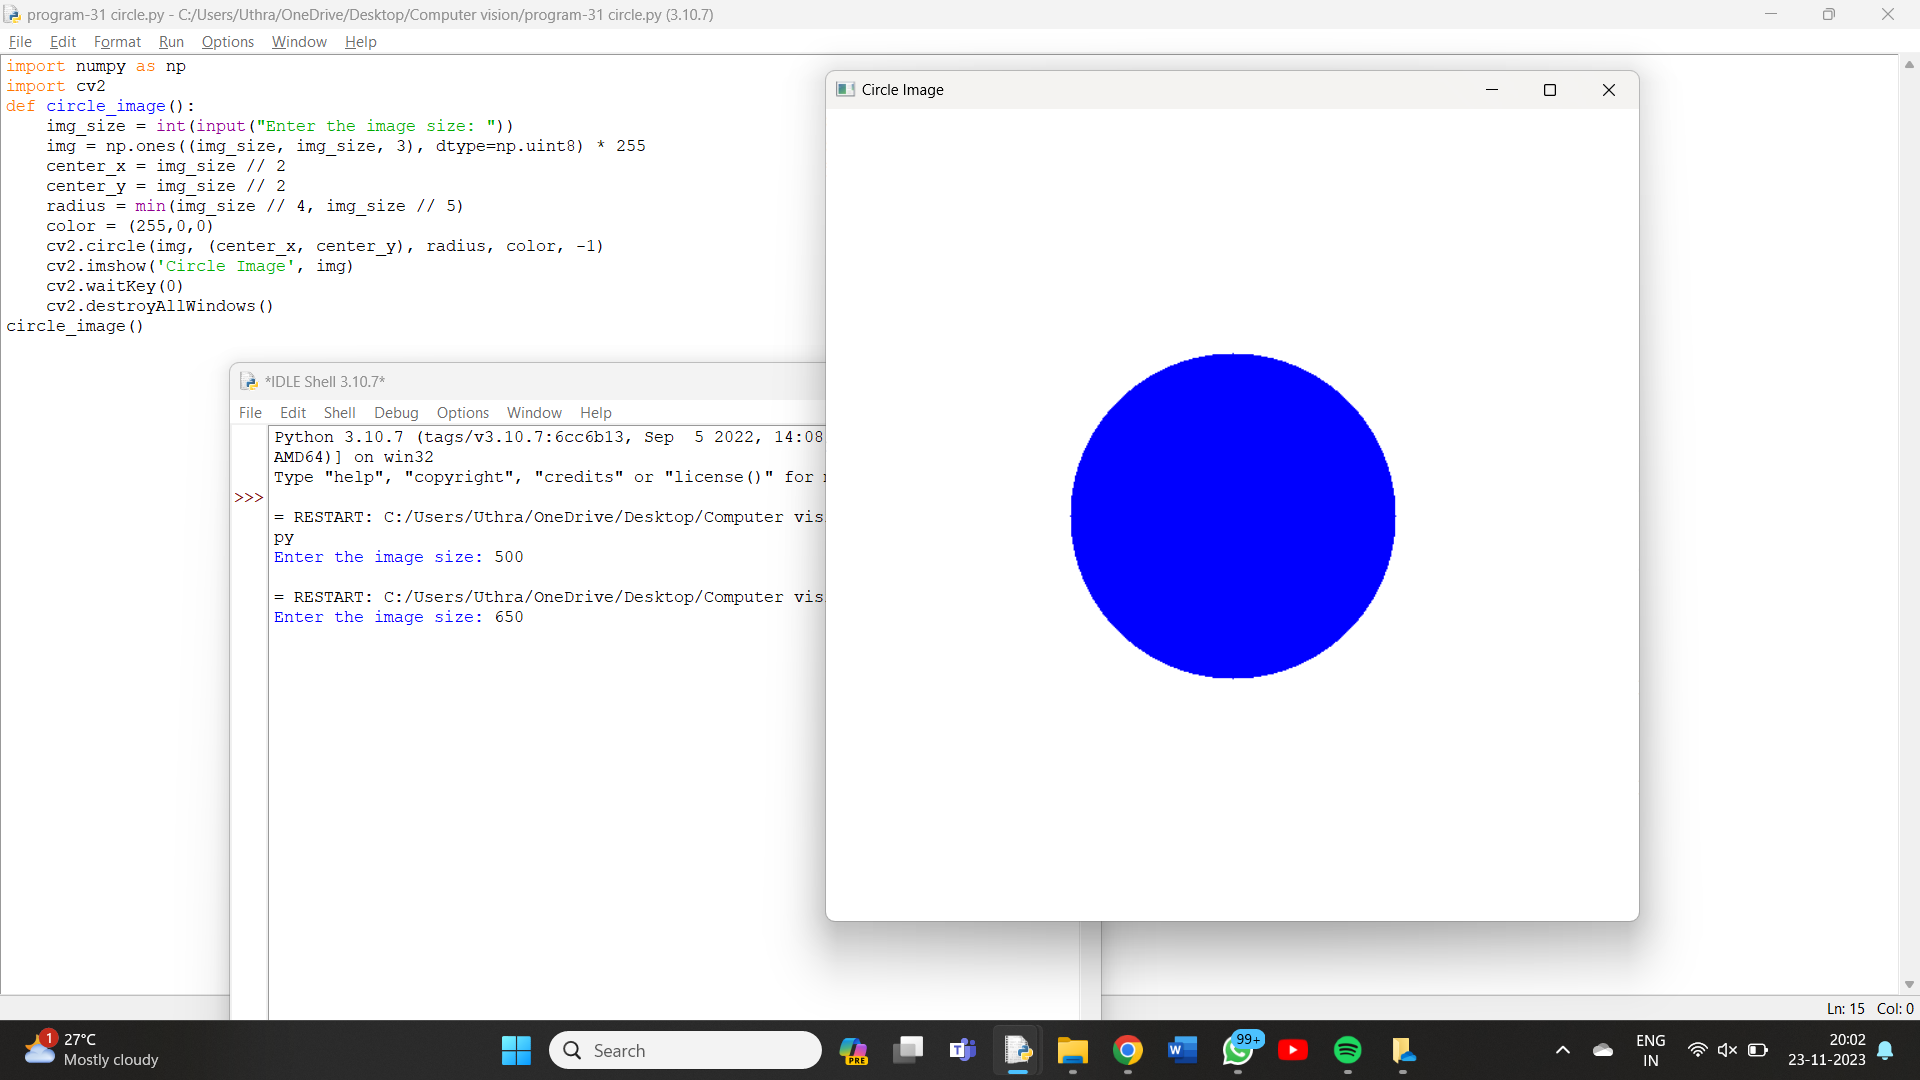 program-31 circle.py - C:/Users/Uthra/OneDrive/Desktop/Computer vision/program-31 circle.py (3.10.7)
File Edit Format Run Options Window Help
import numpy as np
import cv2
def circle_image():
    img_size = int(input("Enter the image size: "))
    img = np.ones((img_size, img_size, 3), dtype=np.uint8) * 255
    center_x = img_size // 2
    center_y = img_size // 2
    radius = min(img_size // 4, img_size // 5)
    color = (255,0,0)
    cv2.circle(img, (center_x, center_y), radius, color, -1)
    cv2.imshow('Circle Image', img)
    cv2.waitKey(0)
    cv2.destroyAllWindows()
circle_image()
*IDLE Shell 3.10.7*
File Edit Shell Debug Options Window Help
Python 3.10.7 (tags/v3.10.7:6cc6b13, Sep  5 2022, 14:08
AMD64)] on win32
Type "help", "copyright", "credits" or "license()" for
>>>
= RESTART: C:/Users/Uthra/OneDrive/Desktop/Computer vis
py
Enter the image size: 500
= RESTART: C:/Users/Uthra/OneDrive/Desktop/Computer vis
Enter the image size: 650
Circle Image
Ln: 15 Col: 0
1
27°C
Mostly cloudy
Search
PRE
99+
ENG
IN
20:02
23-11-2023